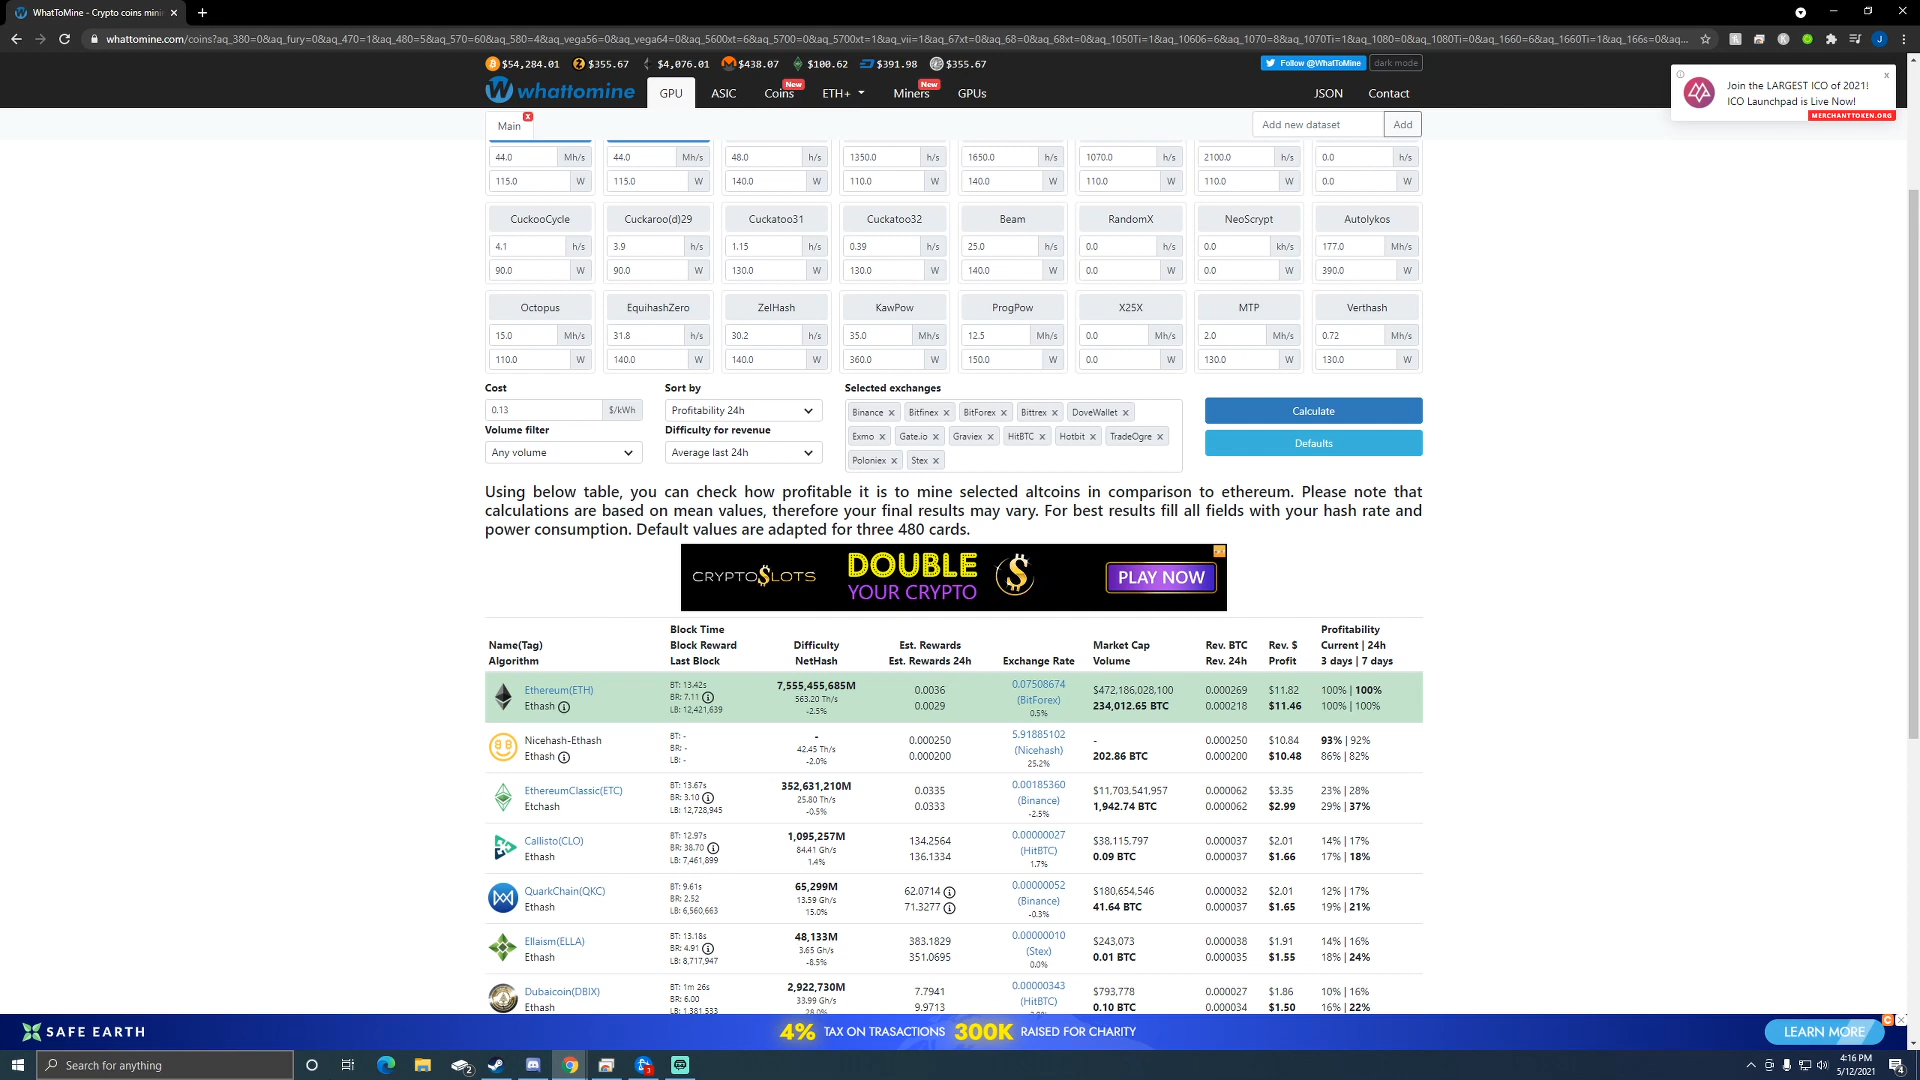 WhatToMine - Crypto coins mini
whattomine.com/coins?aq_380=0&aq_fury=0&aq_470=1&aq_480=5&aq_570=60&aq_580=4&aq_vega56=0&aq_vega64=0&aq_5600xt=6&aq_5700=0&aq_5700xt=1&aq_vii=1&aq_67xt=0&aq_68=0&aq_68xt=0&aq_1050Ti=1&aq_10606=6&aq_1070=8&aq_1070Ti=1&aq_1080=0&aq_1080Ti=0&aq_1660=6&aq_1660Ti=1&aq_166s=0&aq...
$54,284.01 $355.67 $4,076.01 $438.07 $100.62 $391.98 $355.67
Follow @WhatToMine dark mode
whattomine GPU ASIC Coins New ETH+ Miners New GPUs JSON Contact
Join the LARGEST ICO of 2021!
ICO Launchpad is Live Now!
MERCHANTTOKEN.ORG
Main Add new dataset Add
44.0 Mh/s 44.0 Mh/s 48.0 h/s 1350.0 h/s 1650.0 h/s 1070.0 h/s 2100.0 h/s 0.0 h/s
115.0 W 115.0 W 140.0 W 110.0 W 140.0 W 110.0 W 110.0 W 0.0 W
CuckooCycle Cuckaroo(d)29 Cuckatoo31 Cuckatoo32 Beam RandomX NeoScrypt Autolykos
4.1 h/s 3.9 h/s 1.15 h/s 0.39 h/s 25.0 h/s 0.0 h/s 0.0 kh/s 177.0 Mh/s
90.0 W 90.0 W 130.0 W 130.0 W 140.0 W 0.0 W 0.0 W 390.0 W
Octopus EquihashZero ZelHash KawPow ProgPow X25X MTP Verthash
15.0 Mh/s 31.8 h/s 30.2 h/s 35.0 Mh/s 12.5 Mh/s 0.0 Mh/s 2.0 Mh/s 0.72 Mh/s
110.0 W 140.0 W 140.0 W 360.0 W 150.0 W 0.0 W 130.0 W 130.0 W
Cost Sort by Selected exchanges
0.13 $/kWh Profitability 24h Binance × Bitfinex × BitForex × Bittrex × DoveWallet × Calculate
Volume filter Difficulty for revenue Exmo × Gate.io × Graviex × HitBTC × Hotbit × TradeOgre × Defaults
Any volume Average last 24h Poloniex × Stex ×
Using below table, you can check how profitable it is to mine selected altcoins in comparison to ethereum. Please note that
calculations are based on mean values, therefore your final results may vary. For best results fill all fields with your hash rate and
power consumption. Default values are adapted for three 480 cards.
CRYPTO$LOTS DOUBLE YOUR CRYPTO PLAY NOW
Block Time Profitability
Name(Tag) Block Reward Difficulty Est. Rewards Market Cap Rev. BTC Rev. $ Current | 24h
Algorithm Last Block NetHash Est. Rewards 24h Exchange Rate Volume Rev. 24h Profit 3 days | 7 days
Ethereum(ETH) BT: 13.42s 7,555,455,685M 0.0036 0.07508674 $472,186,028,100 0.000269 $11.82 100% | 100%
Ethash BR: 7.11 563.20 Th/s 0.0029 (BitForex) 234,012.65 BTC 0.000218 $11.46 100% | 100%
LB: 12,421,639 -2.5% 0.5%
Nicehash-Ethash BT: - - 0.000250 5.91885102 - 0.000250 $10.84 93% | 92%
Ethash BR: - 42.45 Th/s 0.000200 (Nicehash) 202.86 BTC 0.000200 $10.48 86% | 82%
LB: - -2.0% 25.2%
EthereumClassic(ETC) BT: 13.67s 352,631,210M 0.0335 0.00185360 $11,703,541,957 0.000062 $3.35 23% | 28%
Etchash BR: 3.10 25.80 Th/s 0.0333 (Binance) 1,942.74 BTC 0.000062 $2.99 29% | 37%
LB: 12,728,945 -0.5% -2.5%
Callisto(CLO) BT: 12.97s 1,095,257M 134.2564 0.00000027 $38,115,797 0.000037 $2.01 14% | 17%
Ethash BR: 38.70 84.41 Gh/s 136.1334 (HitBTC) 0.09 BTC 0.000037 $1.66 17% | 18%
LB: 7,461,899 1.4% 1.7%
QuarkChain(QKC) BT: 9.61s 65,299M 62.0714 0.00000052 $180,654,546 0.000032 $2.01 12% | 17%
Ethash BR: 2.52 13.59 Gh/s 71.3277 (Binance) 41.64 BTC 0.000037 $1.65 19% | 21%
LB: 6,560,663 15.0% -0.3%
Ellaism(ELLA) BT: 13.18s 48,133M 383.1829 0.00000010 $243,073 0.000038 $1.91 14% | 16%
Ethash BR: 4.91 3.65 Gh/s 351.0695 (Stex) 0.01 BTC 0.000035 $1.55 18% | 24%
LB: 8,717,947 -8.5% 0.0%
Dubaicoin(DBIX) BT: 1m 26s 2,922,730M 7.7941 0.00000343 $793,778 0.000027 $1.86 10% | 16%
Ethash BR: 6.00 33.99 Gh/s 9.9713 (HitBTC) 0.10 BTC 0.000034 $1.50 16% | 22%
LB: 1,381,533 28.0%
SAFE EARTH 4% TAX ON TRASACTIONS 300K RAISED FOR CHARITY LEARN MORE
Search for anything 4:16 PM
5/12/2021